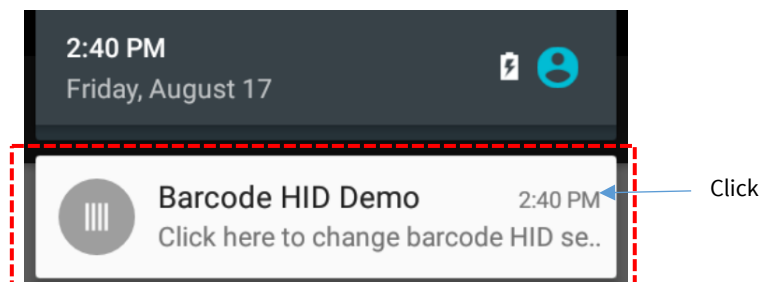 2:40 PM
Friday, August 17
Barcode HID Demo 2:40 PM
Click
Click here to change barcode HID se..